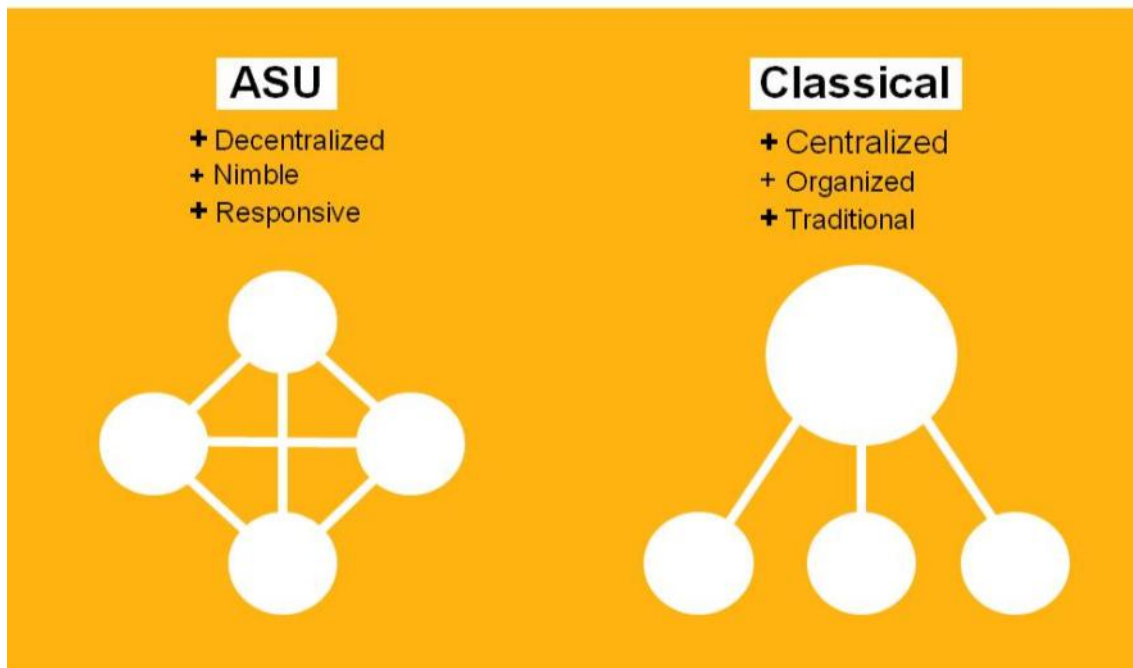 ASU
+ Decentralized
+ Nimble
+ Responsive
Classical
+ Centralized
+ Organized
+ Traditional